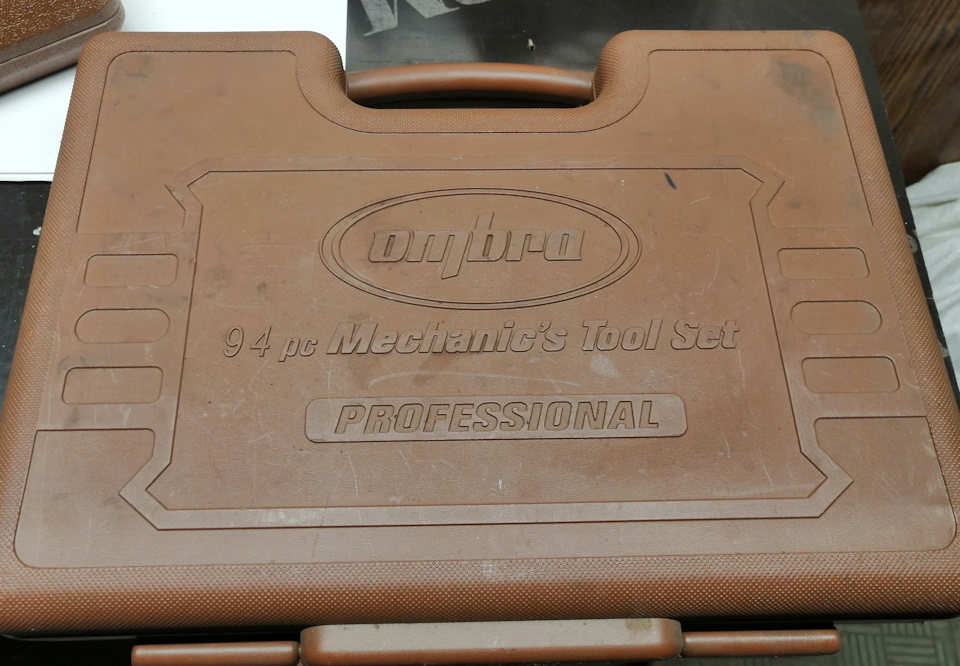 ombra
94 pc Mechanic's Tool Set
PROFESSIONAL